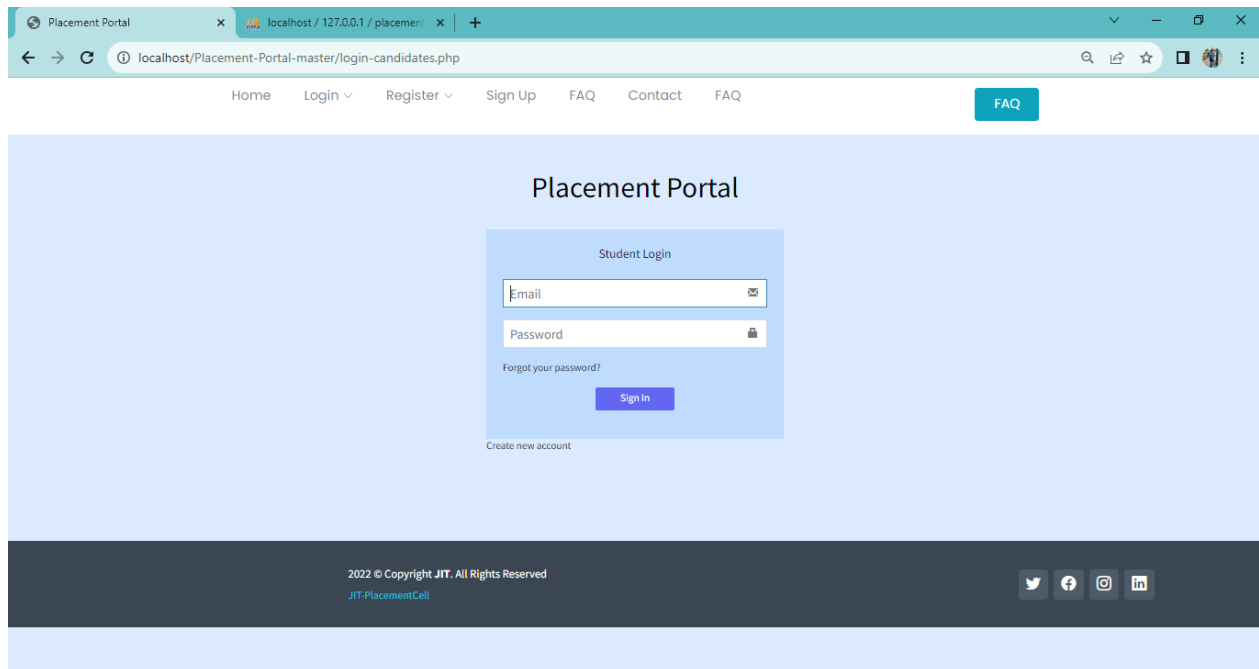 Placement Portal
localhost / 127.0.0.1 / placement
localhost/Placement-Portal-master/login-candidates.php
Home Login Register Sign Up FAQ Contact FAQ FAQ
Placement Portal
Student Login
Email
Password
Forgot your password?
Sign In
Create new account
2022 © Copyright JIT. All Rights Reserved
JIT-PlacementCell